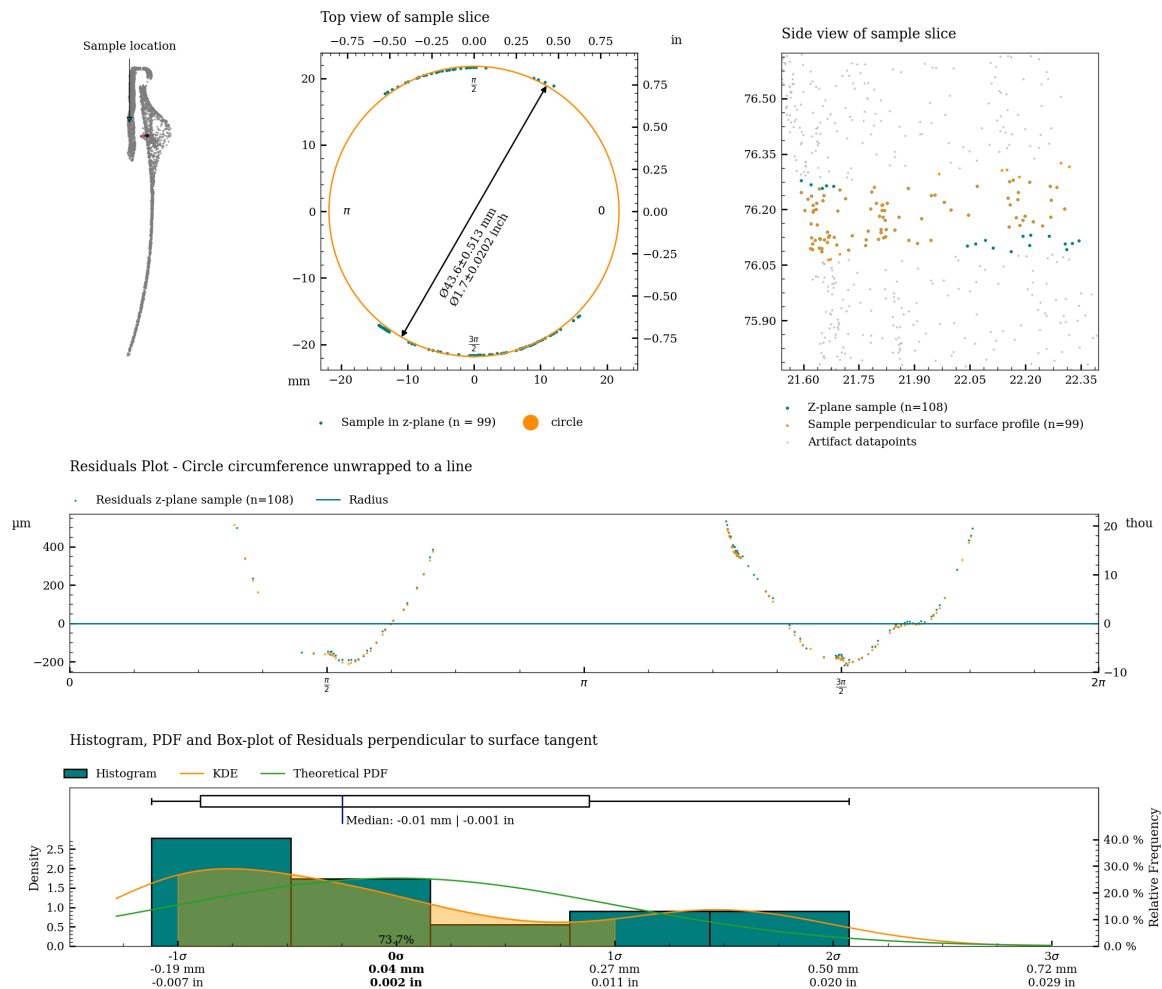 Top view of sample slice
Sample location
−0.75 −0.50 −0.25 0.00 0.25 0.50 0.75 in
Side view of sample slice
20
10
0
−10
−20
0.75
0.50
0.25
0.00
−0.25
−0.50
−0.75
π/2
π
0
3π/2
Ø43.6±0.513 mm
Ø1.7±0.0202 inch
mm −20 −10 0 10 20
Sample in z-plane (n = 99) circle
76.50
76.35
76.20
76.05
75.90
21.60 21.75 21.90 22.05 22.20 22.35
Z-plane sample (n=108)
Sample perpendicular to surface profile (n=99)
Artifact datapoints
Residuals Plot - Circle circumference unwrapped to a line
Residuals z-plane sample (n=108) Radius
µm thou
400
200
0
−200
20
10
0
−10
0 π/2 π 3π/2 2π
Histogram, PDF and Box-plot of Residuals perpendicular to surface tangent
Histogram KDE Theoretical PDF
Median: -0.01 mm | -0.001 in
Density
2.5
2.0
1.5
1.0
0.5
0.0
Relative Frequency
40.0 %
30.0 %
20.0 %
10.0 %
0.0 %
73.7%
-1σ 0σ 1σ 2σ 3σ
-0.19 mm 0.04 mm 0.27 mm 0.50 mm 0.72 mm
-0.007 in 0.002 in 0.011 in 0.020 in 0.029 in